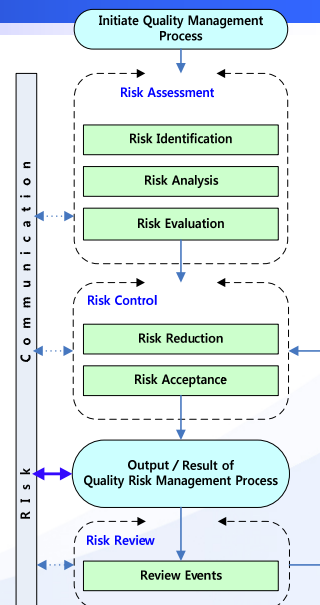 Initiate Quality Management
Process
Risk Assessment
Risk Identification
Risk Analysis
Risk Evaluation
Risk Control
Risk Reduction
Risk Acceptance
Output / Result of
Quality Risk Management Process
Risk Review
Review Events
RIsk Communication